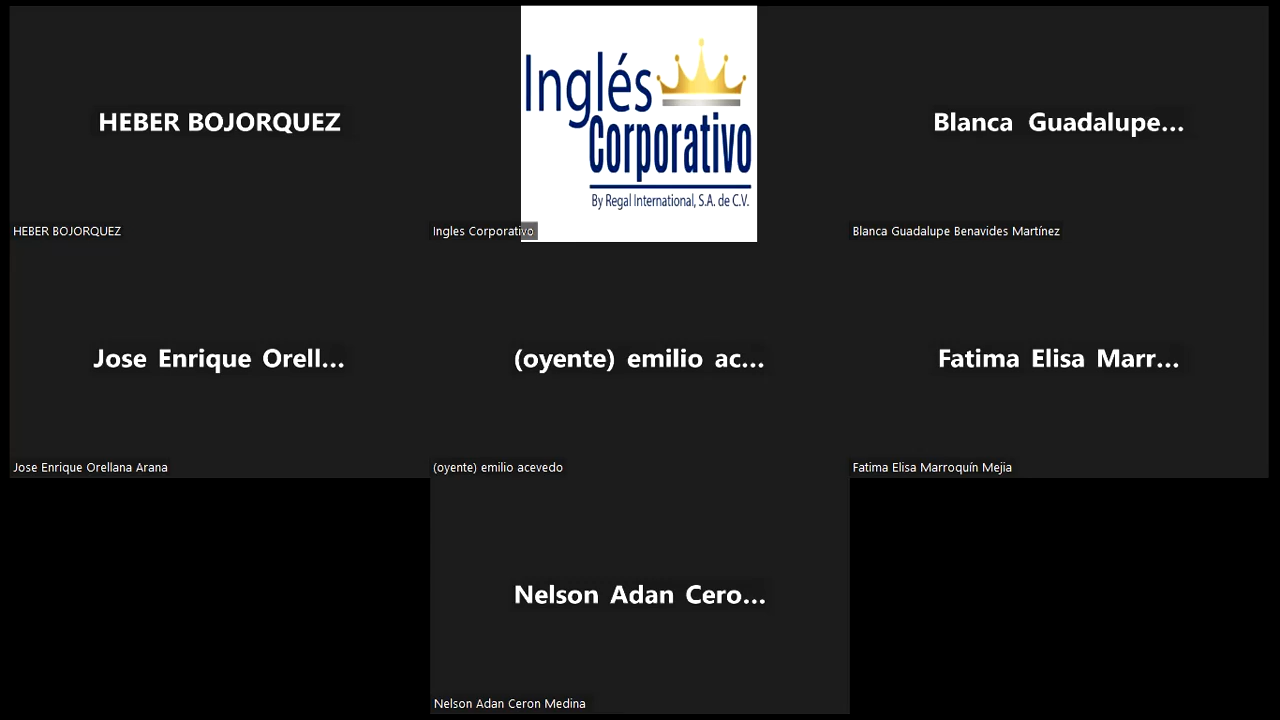 HEBER BOJORQUEZ
HEBER BOJORQUEZ
Inglés
Corporativo
By Regal International, S.A. de C.V.
Ingles Corporativo
Blanca Guadalupe...
Blanca Guadalupe Benavides Martínez
Jose Enrique Orell...
Jose Enrique Orellana Arana
(oyente) emilio ac...
(oyente) emilio acevedo
Fatima Elisa Marr...
Fatima Elisa Marroquín Mejia
Nelson Adan Cero...
Nelson Adan Ceron Medina